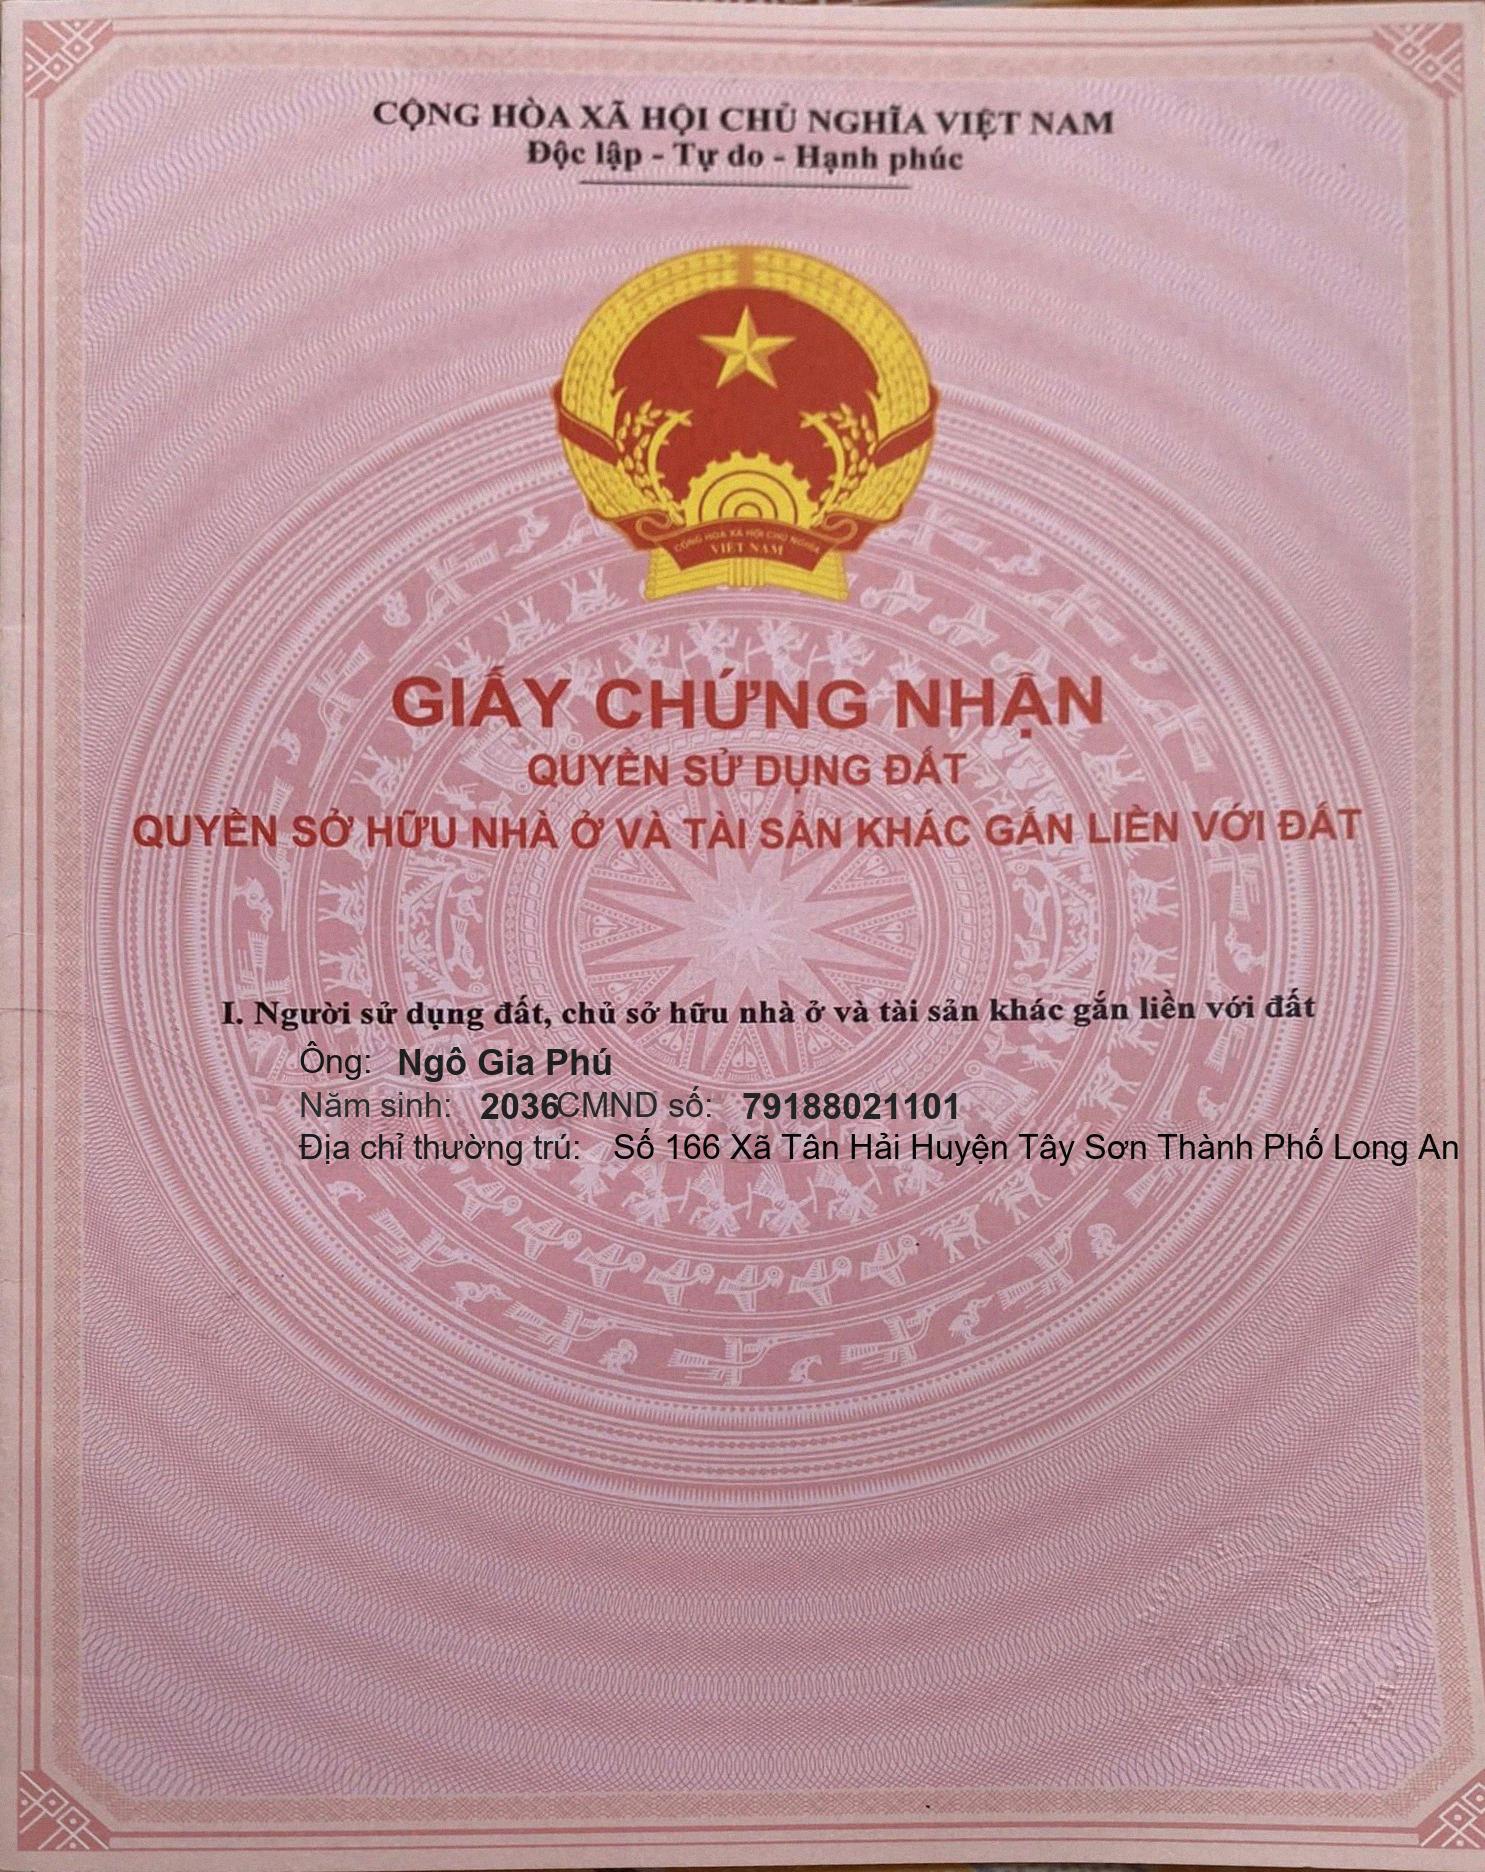 CỘNG HÒA XÃ HỘI CHỦ NGHĨA VIỆT NAM
Độc lập - Tự do - Hạnh phúc
CỘNG HÒA XÃ HỘI CHỦ NGHĨA
VIỆT NAM
GIẤY CHỨNG NHẬN
QUYỀN SỬ DỤNG ĐẤT
QUYỀN SỞ HỮU NHÀ Ở VÀ TÀI SẢN KHÁC GẮN LIỀN VỚI ĐẤT
I. Người sử dụng đất, chủ sở hữu nhà ở và tài sản khác gắn liền với đất
Ông: Ngô Gia Phú
Năm sinh: 2036 CMND số: 79188021101
Địa chỉ thường trú: Số 166 Xã Tân Hải Huyện Tây Sơn Thành Phố Long An